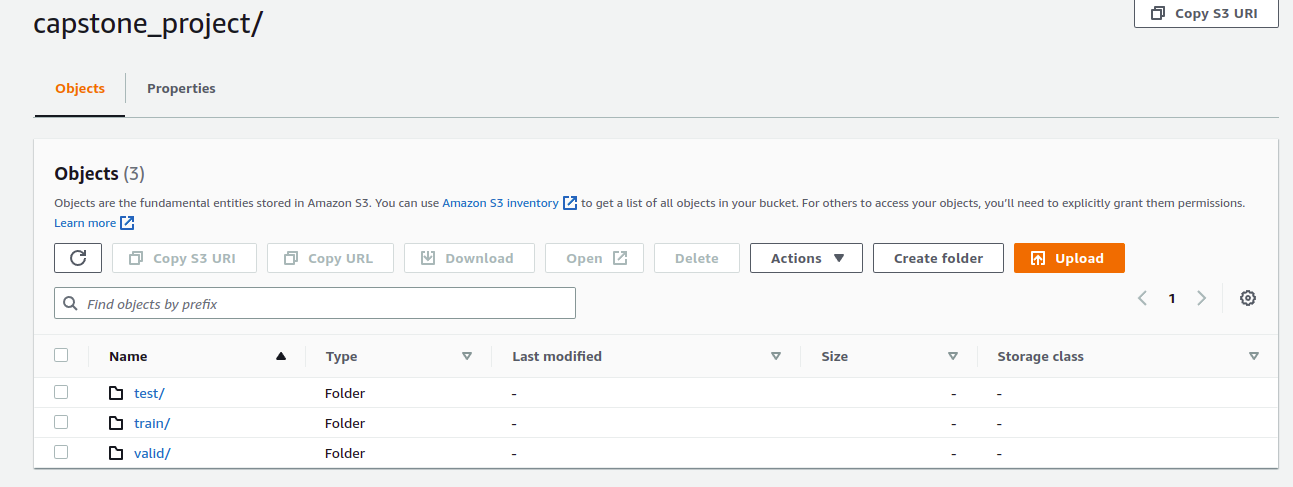 capstone_project/
Copy S3 URI
Objects
Properties
Objects (3)
Objects are the fundamental entities stored in Amazon S3. You can use Amazon S3 inventory to get a list of all objects in your bucket. For others to access your objects, you'll need to explicitly grant them permissions.
Learn more
Copy S3 URI
Copy URL
Download
Open
Delete
Actions
Create folder
Upload
Find objects by prefix
1
Name Type Last modified Size Storage class
test/ Folder - - -
train/ Folder - - -
valid/ Folder - - -